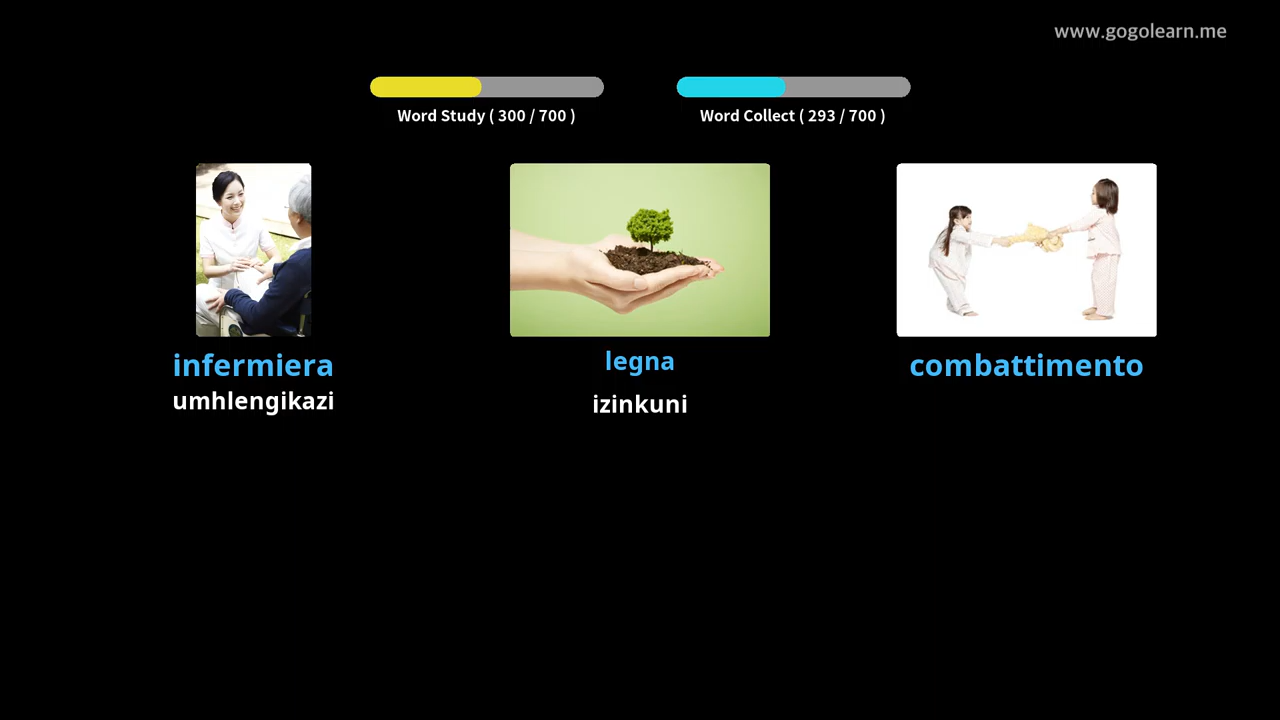 www.gogolearn.me
Word Study ( 300 / 700 )
Word Collect ( 293 / 700 )
infermiera
umhlengikazi
legna
izinkuni
combattimento